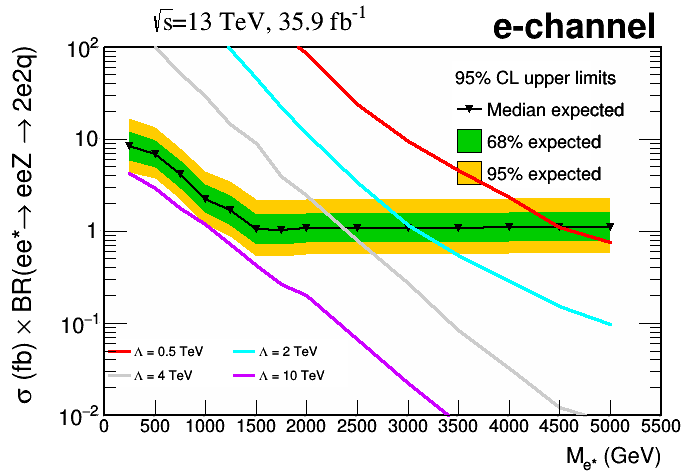 √s=13 TeV, 35.9 fb⁻¹
e-channel
σ (fb) × BR(ee*→ eeZ → 2e2q)
10²
10
1
10⁻¹
10⁻²
95% CL upper limits
Median expected
68% expected
95% expected
Λ = 0.5 TeV
Λ = 2 TeV
Λ = 4 TeV
Λ = 10 TeV
0 500 1000 1500 2000 2500 3000 3500 4000 4500 5000 5500
Mₑ* (GeV)